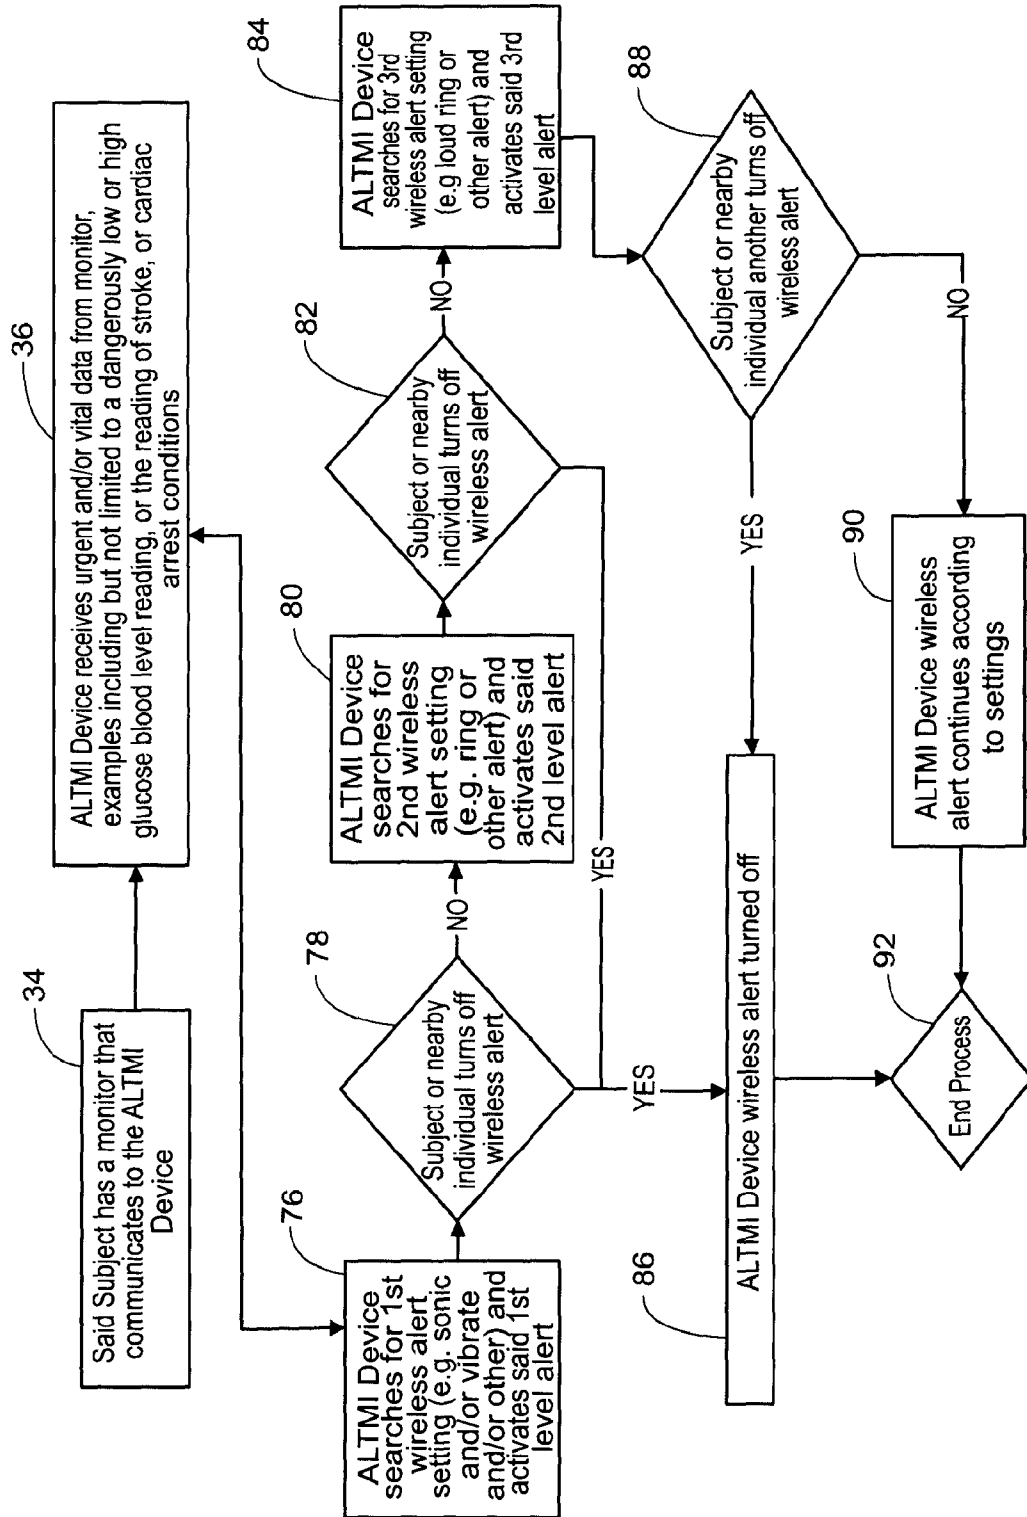 34
Said Subject has a monitor that
communicates to the ALTMI
Device
36
ALTMI Device receives urgent and/or vital data from monitor,
examples including but not limited to a dangerously low or high
glucose blood level reading, or the reading of stroke, or cardiac
arrest conditions
76
ALTMI Device
searches for 1st
wireless alert
setting (e.g. sonic
and/or vibrate
and/or other) and
activates said 1st
level alert
78
Subject or nearby
individual turns off
wireless alert
NO
YES
80
ALTMI Device
searches for
2nd wireless
alert setting
(e.g. ring or
other alert) and
activates said
2nd level alert
82
Subject or nearby
individual turns off
wireless alert
NO
YES
84
ALTMI Device
searches for 3rd
wireless alert setting
(e.g loud ring or
other alert) and
activates said 3rd
level alert
88
Subject or nearby
individual another turns off
wireless alert
YES
NO
86
ALTMI Device wireless alert turned off
90
ALTMI Device wireless
alert continues according
to settings
92
End Process